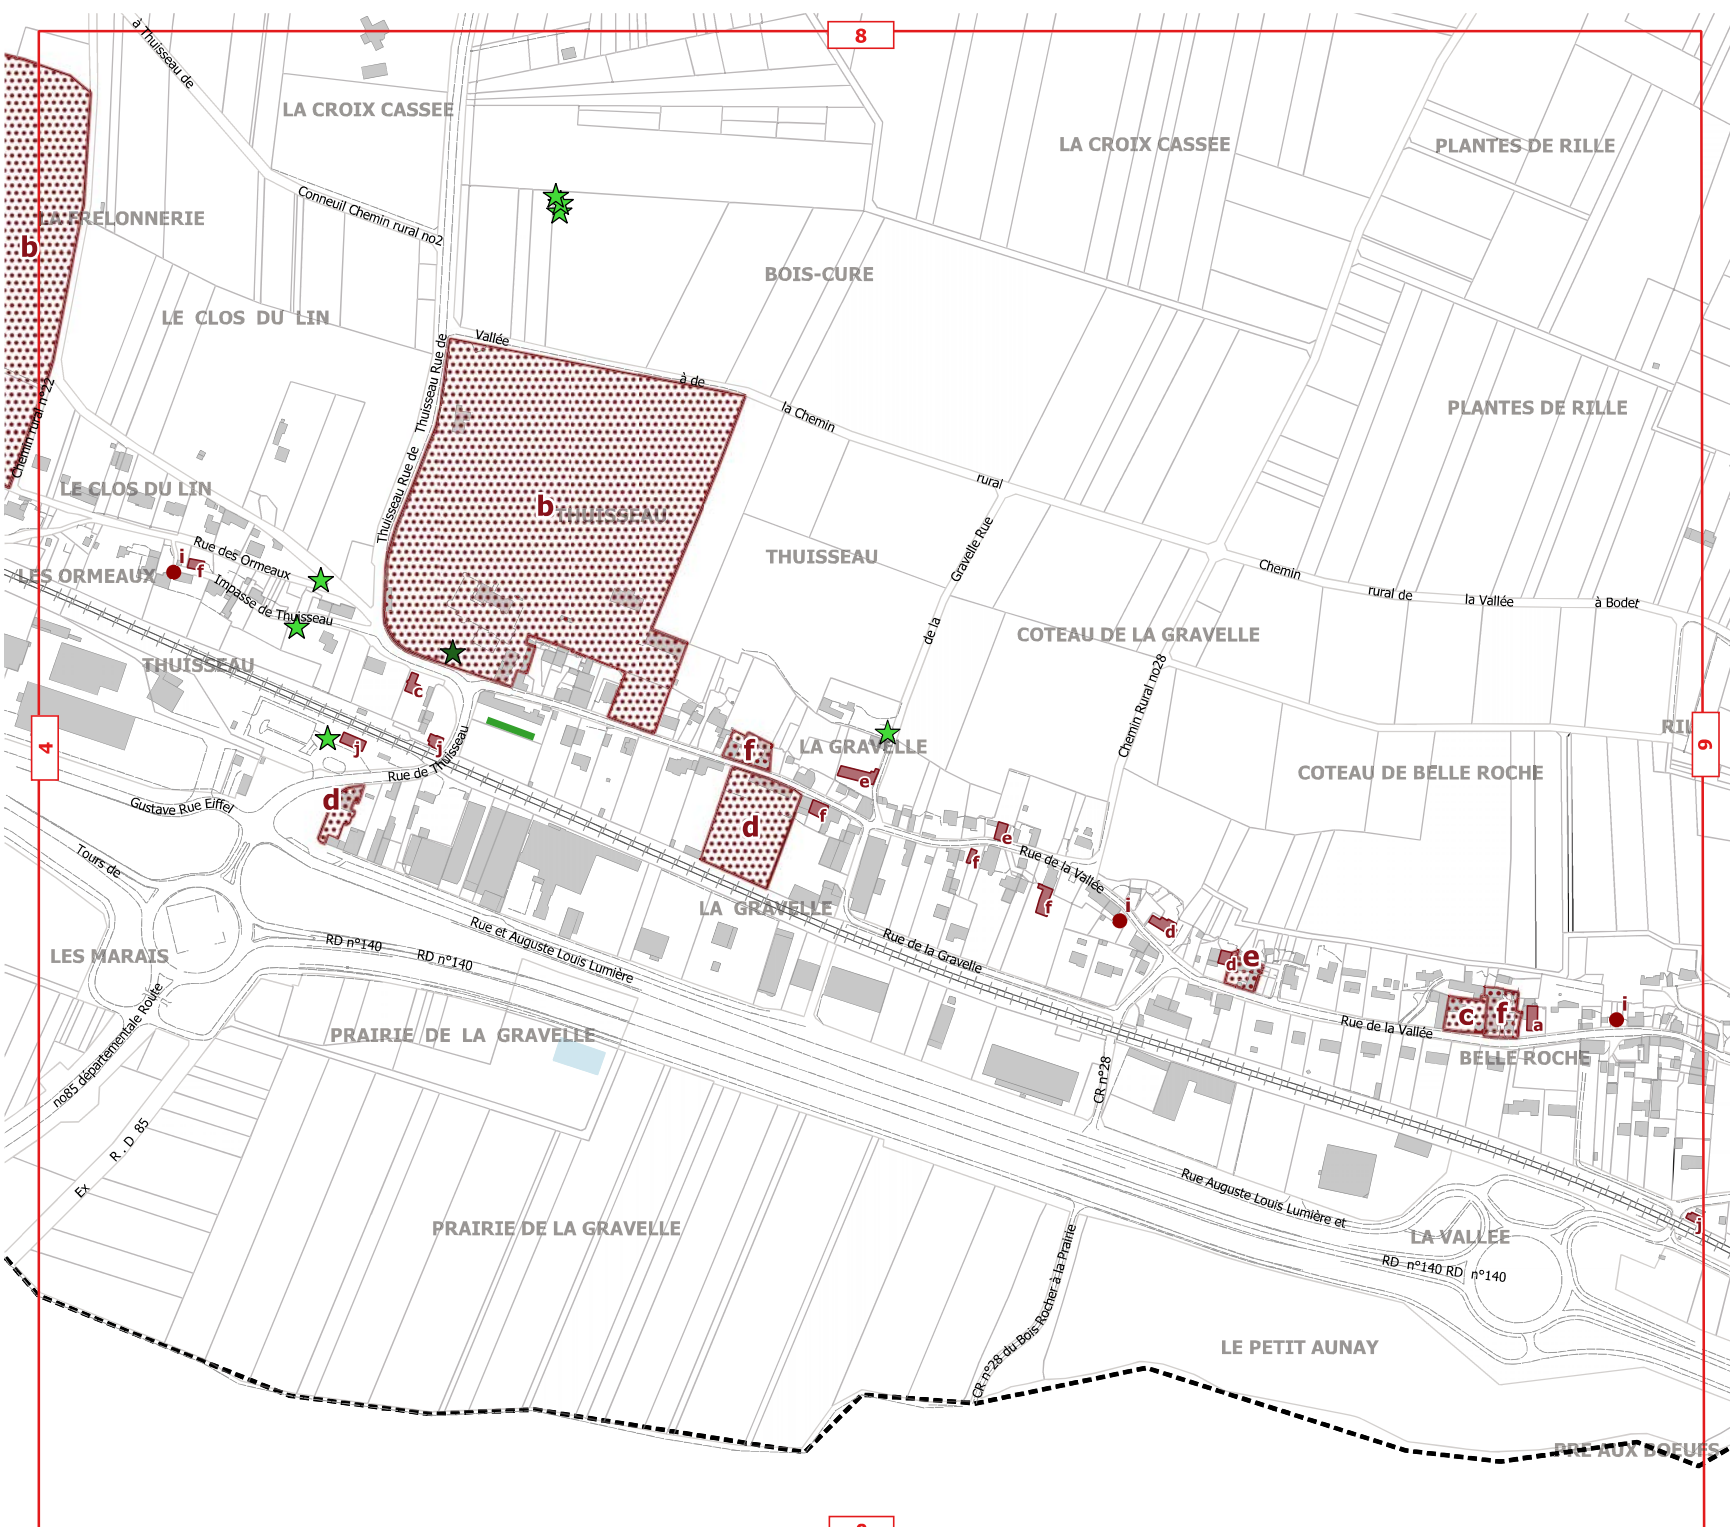 8
à Thuisseau de
LA CROIX CASSEE
LA CROIX CASSEE
PLANTES DE RILLE
Conneuil Chemin rural no2
LA FRELONNERIE
b
BOIS-CURE
LE CLOS DU LIN
Vallée
à de
la Chemin
Thuisseau Rue de
PLANTES DE RILLE
Chemin rural n°22
Thuisseau Rue de
rural
LE CLOS DU LIN
b
THUISSEAU
Rue des Ormeaux
i
f
LES ORMEAUX
THUISSEAU
Gravelle Rue
de la
Chemin
rural de
la Vallée
à Bodet
Impasse de Thuisseau
COTEAU DE LA GRAVELLE
THUISSEAU
c
Chemin Rural no28
4
j
j
Rue de Thuisseau
f
LA GRAVELLE
e
RIL
9
COTEAU DE BELLE ROCHE
d
Gustave Rue Eiffel
d
f
e
f
Rue de la Vallée
Tours de
f
LA GRAVELLE
i
d
LES MARAIS
RD n°140
RD n°140
Rue et Auguste Louis Lumière
Rue de la Gravelle
d
e
no85 départementale Route
PRAIRIE DE LA GRAVELLE
Rue de la Vallée
c
f
a
i
BELLE ROCHE
CR n°28
R . D 85
Ex
Rue Auguste Louis Lumière et
j
PRAIRIE DE LA GRAVELLE
LA VALLEE
RD n°140 RD n°140
CR n°28 du Bois Rocher à la Prairie
LE PETIT AUNAY
PRE AUX BOEUFS